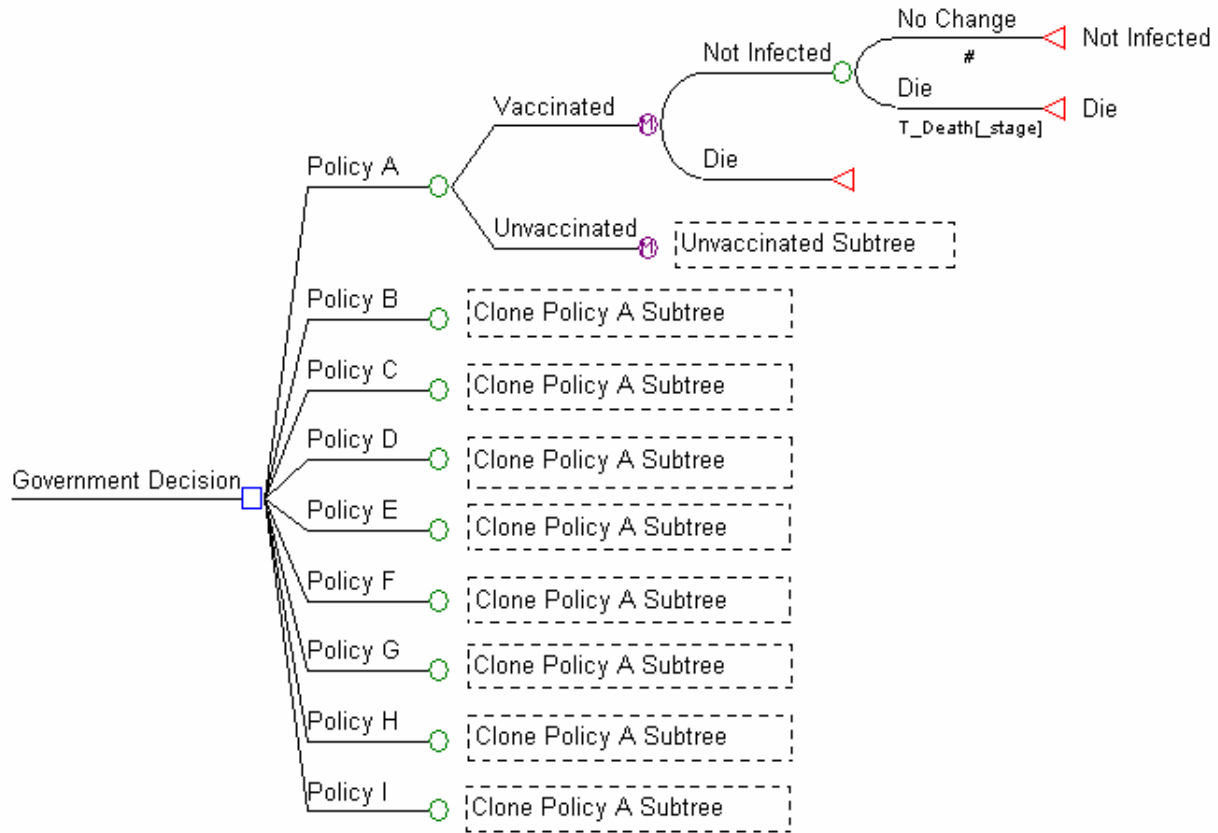 No Change
Not Infected
Not Infected
#
Die
Die
Vaccinated
T_Death[_stage]
Die
Policy A
Unvaccinated
M
M
Unvaccinated Subtree
Policy B
Clone Policy A Subtree
Policy C
Clone Policy A Subtree
Policy D
Clone Policy A Subtree
Government Decision
Policy E
Clone Policy A Subtree
Policy F
Clone Policy A Subtree
Policy G
Clone Policy A Subtree
Policy H
Clone Policy A Subtree
Policy I
Clone Policy A Subtree